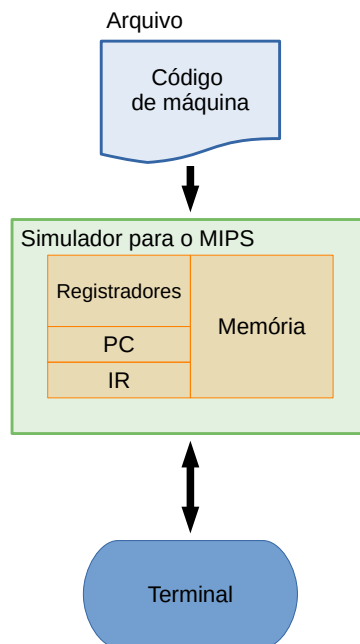 Arquivo
Código
de máquina
Simulador para o MIPS
Registradores
Memória
PC
IR
Terminal